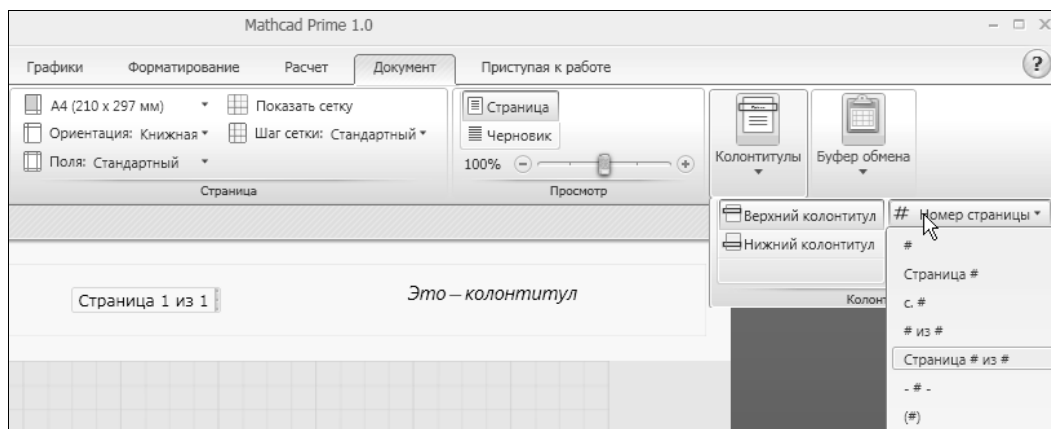 Mathcad Prime 1.0
Графики Форматирование Расчет Документ Приступая к работе ?
A4 (210 x 297 мм) Показать сетку
Ориентация: Книжная Шаг сетки: Стандартный
Поля: Стандартный
Страница
Страница
Черновик
100%
Просмотр
Колонтитулы
Буфер обмена
Верхний колонтитул
Нижний колонтитул
# Номер страницы
#
Страница #
с. #
# из #
Страница # из #
- # -
(#)
Страница 1 из 1
Это – колонтитул